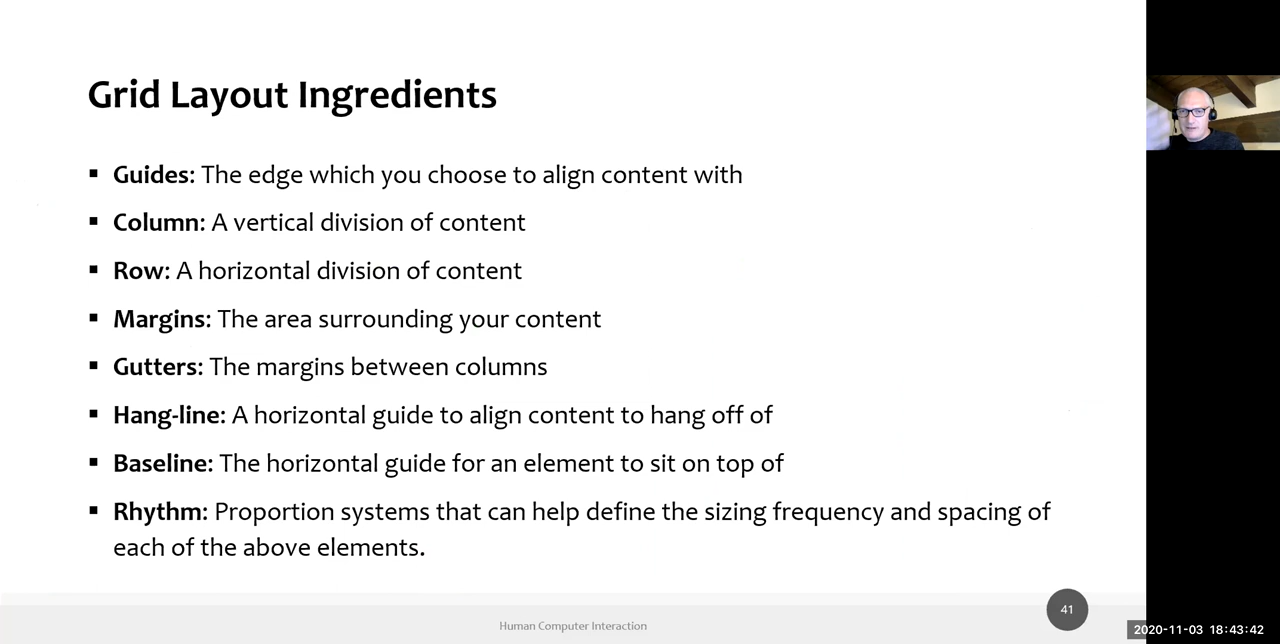 Grid Layout Ingredients
▪ Guides: The edge which you choose to align content with
▪ Column: A vertical division of content
▪ Row: A horizontal division of content
▪ Margins: The area surrounding your content
▪ Gutters: The margins between columns
▪ Hang-line: A horizontal guide to align content to hang off of
▪ Baseline: The horizontal guide for an element to sit on top of
▪ Rhythm: Proportion systems that can help define the sizing frequency and spacing of
each of the above elements.
Human Computer Interaction
41
2020-11-03 18:43:42